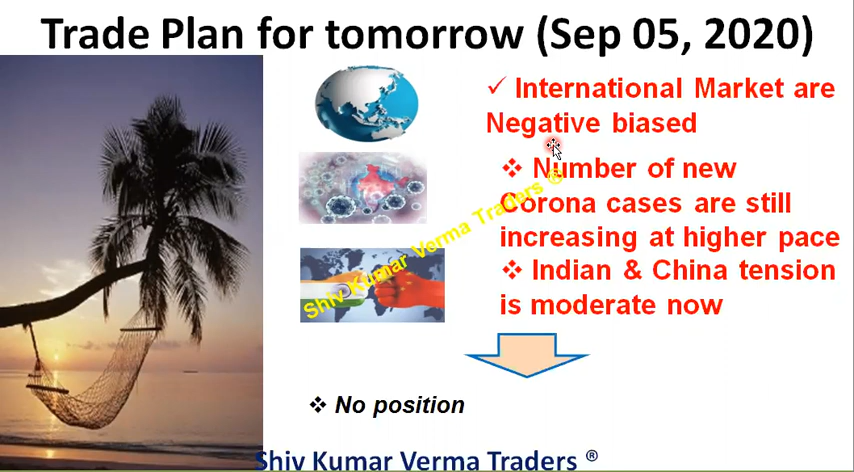 Trade Plan for tomorrow (Sep 05, 2020)
✓ International Market are
Negative biased
❖ Number of new
Corona cases are still
increasing at higher pace
❖ Indian & China tension
is moderate now
Shiv Kumar Verma Traders ®
❖ No position
Shiv Kumar Verma Traders ®